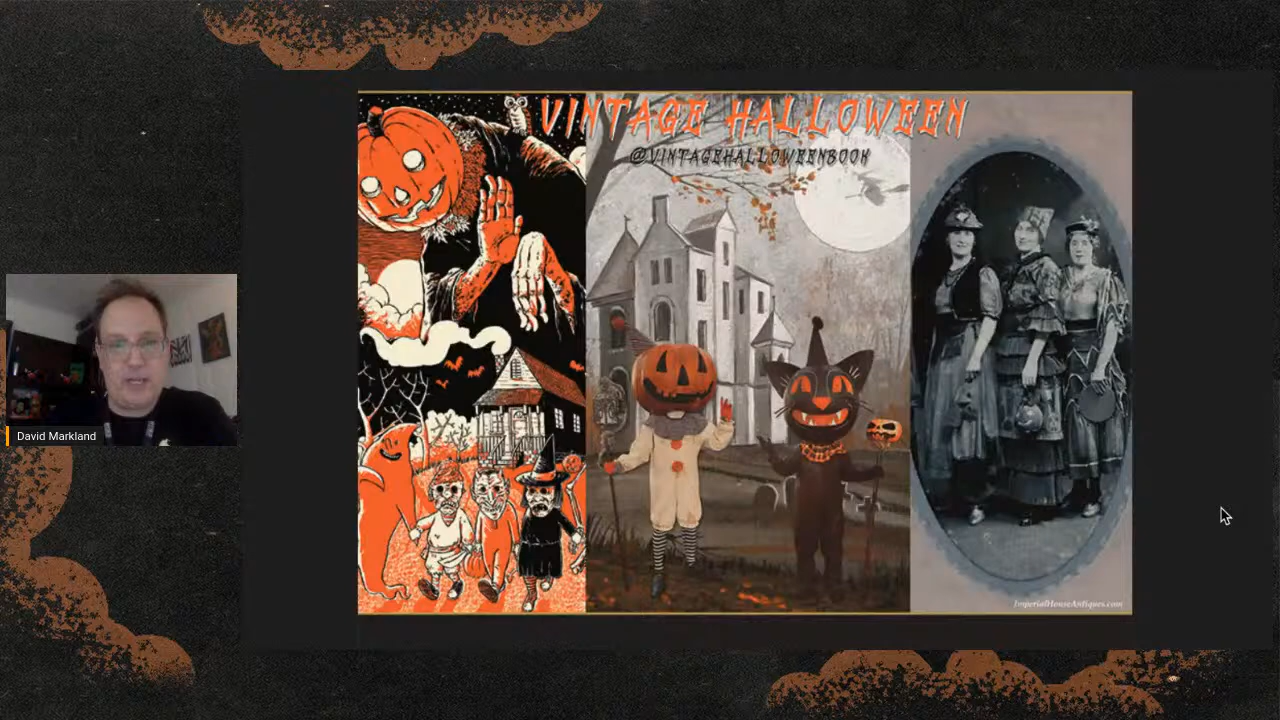 VINTAGE HALLOWEEN
@VINTAGEHALLOWEENBOOK
David Markland
ImperialHouseAntiques.com